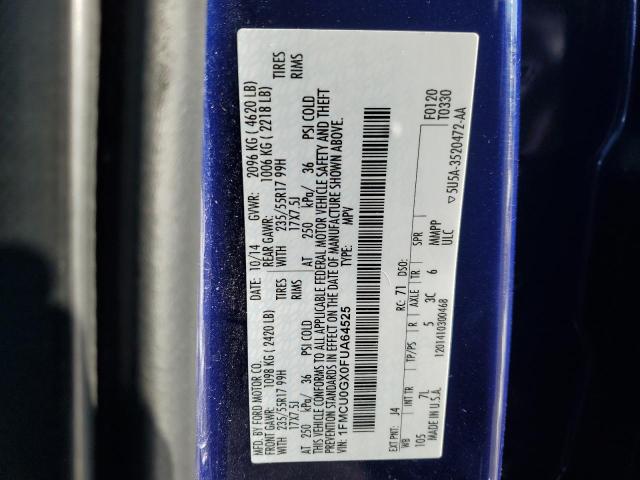 MFD. BY FORD MOTOR CO.
DATE: 10/14 GVWR: 2096 KG ( 4620 LB)
FRONT GAWR: 1098 KG ( 2420 LB) REAR GAWR: 1006 KG ( 2218 LB)
WITH 235/55R17 99H TIRES WITH 235/55R17 99H TIRES
17X7.5J RIMS 17X7.5J RIMS
AT 250 kPa/ 36 PSI COLD AT 250 kPa/ 36 PSI COLD
THIS VEHICLE CONFORMS TO ALL APPLICABLE FEDERAL MOTOR VEHICLE SAFETY AND THEFT
PREVENTION STANDARDS IN EFFECT ON THE DATE OF MANUFACTURE SHOWN ABOVE.
VIN: 1FMCU0GX0FUA64525 TYPE: MPV
EXT PNT: J4 RC: 71 DSO: F0120
T0330
WB INT TR TP/PS R AXLE TR SPR
105 7L 5 3C 6 MMPP
ULC
MADE IN U.S.A. 1201410300468 5U5A-3520472-AA